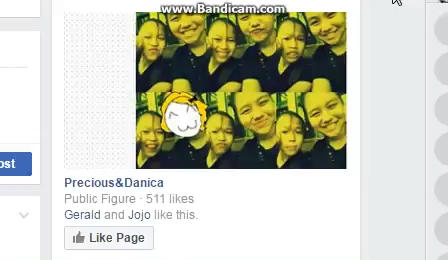 www.Bandicam.com
ost
Precious&Danica
Public Figure · 511 likes
Gerald and Jojo like this.
Like Page